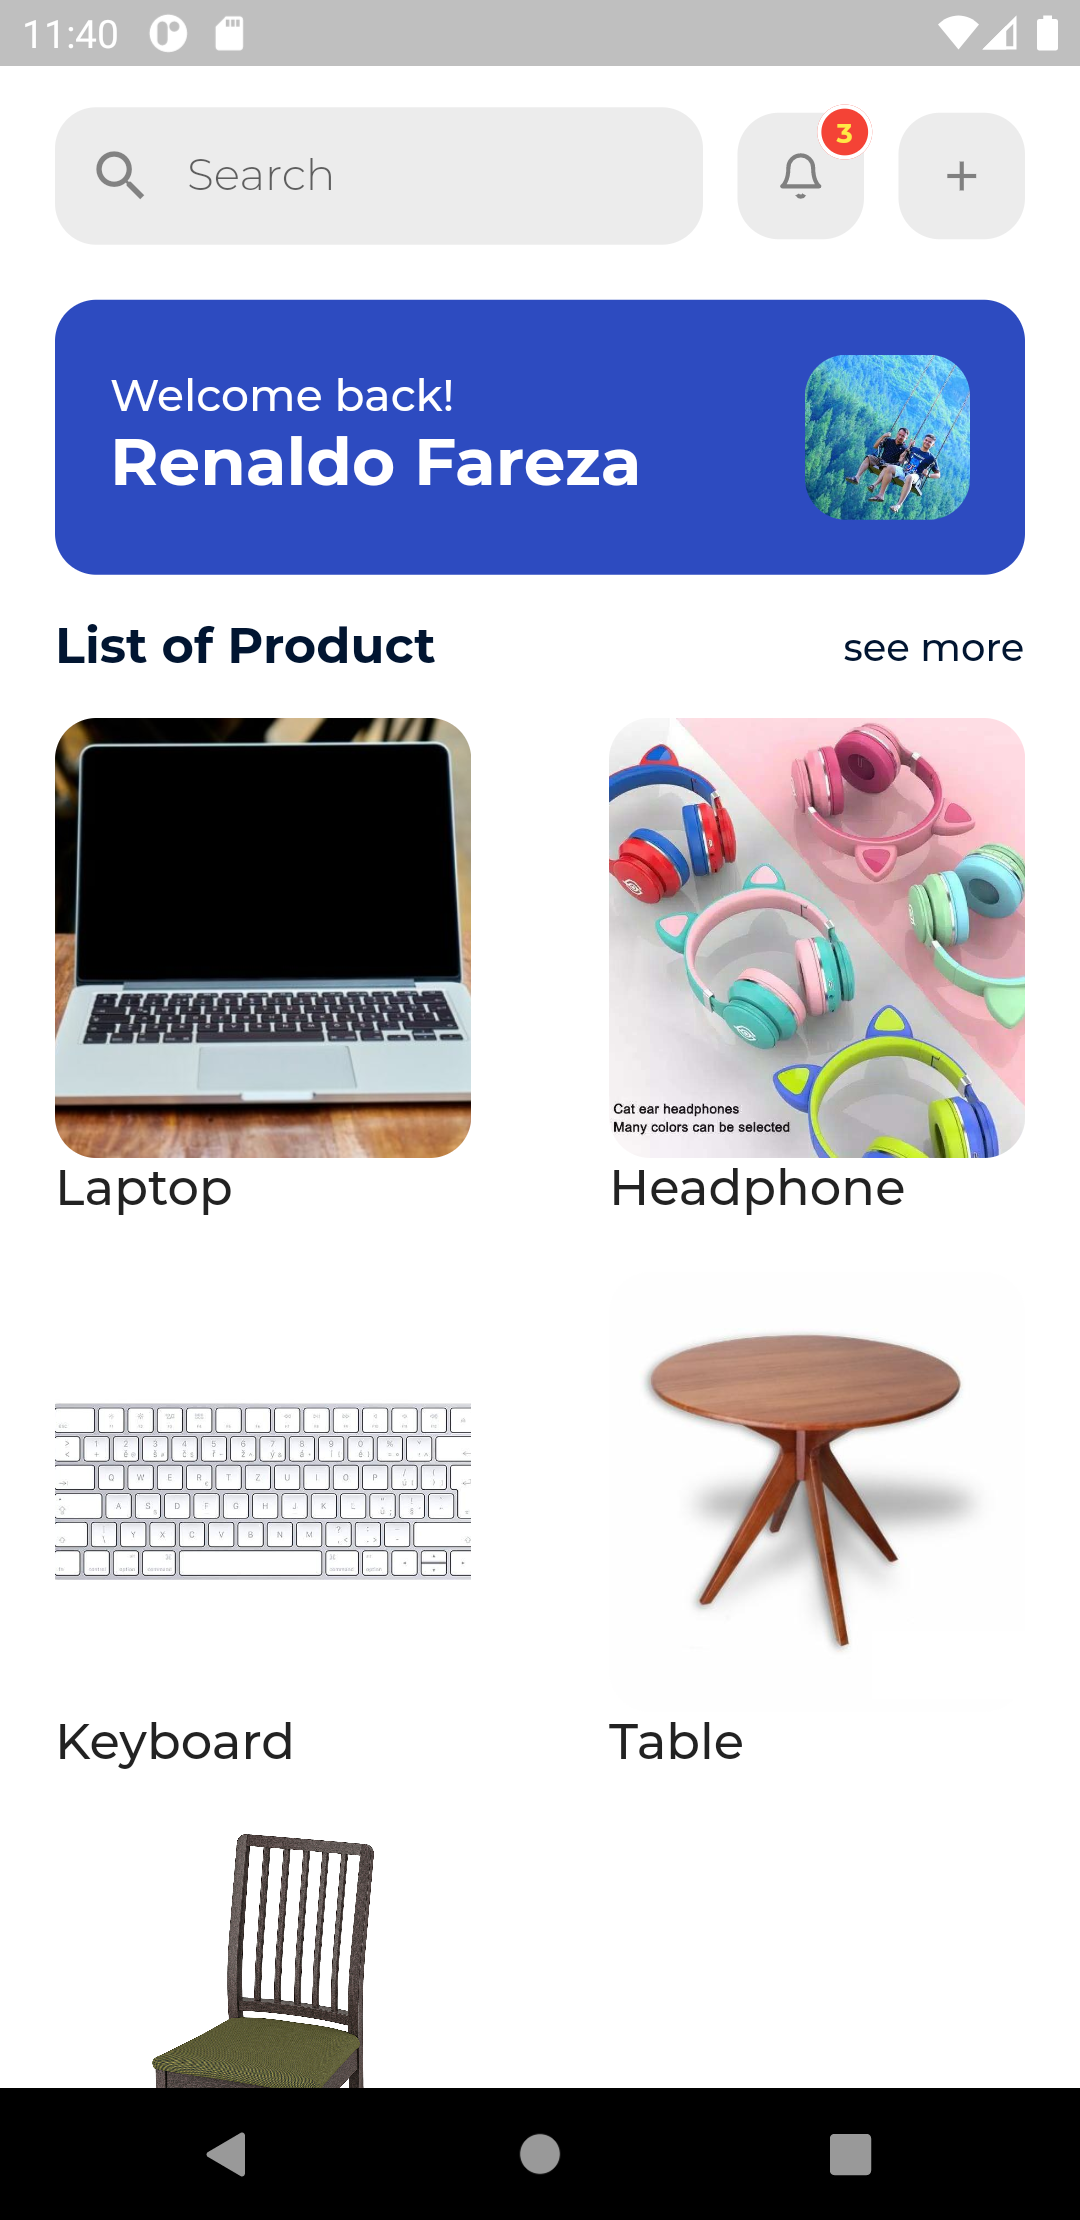 11:40
Search
3
Welcome back!
Renaldo Fareza
List of Product
see more
Cat ear headphones
Many colors can be selected
Laptop
Headphone
Keyboard
Table